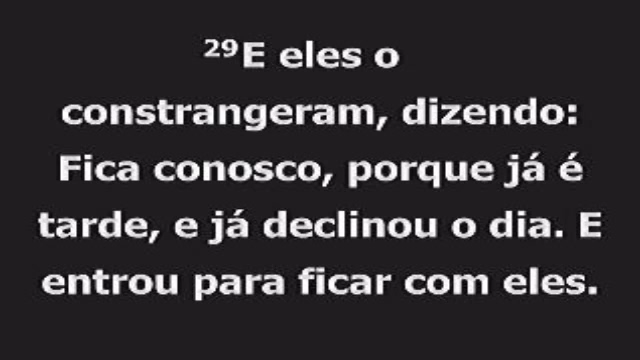 ²⁹E eles o
constrangeram, dizendo:
Fica conosco, porque já é
tarde, e já declinou o dia. E
entrou para ficar com eles.